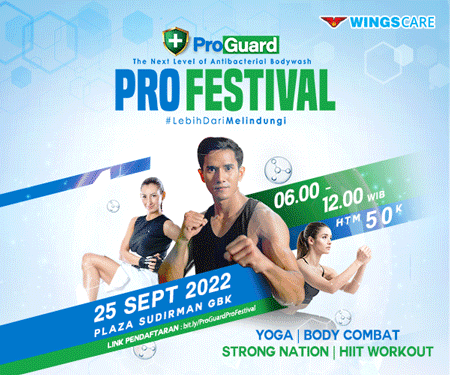 WINGSCARE
ProGuard
The Next Level of Antibacterial Bodywash
PRO FESTIVAL
#LebihDariMelindungi
06.00 -
12.00 WIB
HTM 50K
25 SEPT 2022
PLAZA SUDIRMAN GBK
LINK PENDAFTARAN : bit.ly/ProGuardProFestival
YOGA | BODY COMBAT
STRONG NATION | HIIT WORKOUT